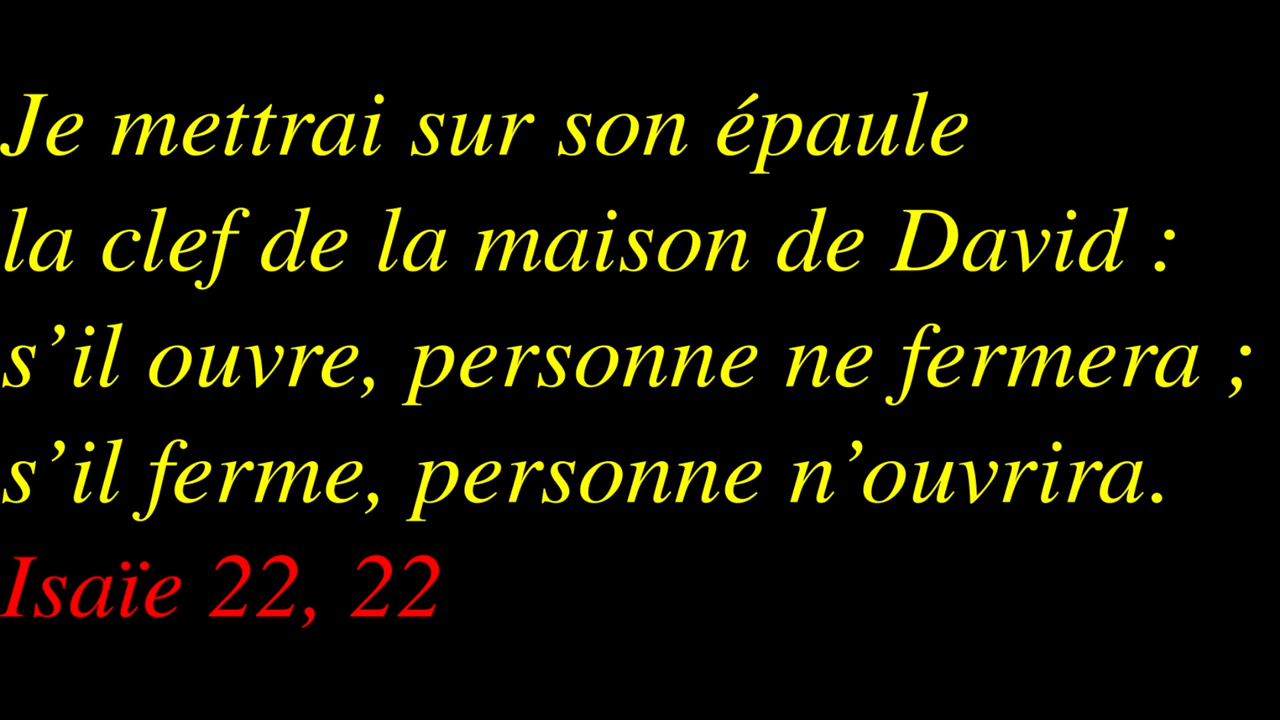 Je mettrai sur son épaule
la clef de la maison de David :
s’il ouvre, personne ne fermera ;
s’il ferme, personne n’ouvrira.
Isaïe 22, 22